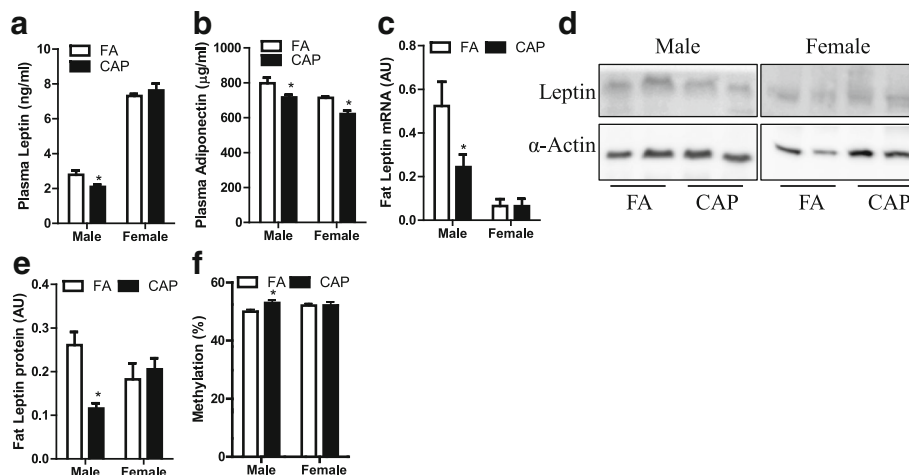 a
FA
CAP
Plasma Leptin (ng/ml)
10
8
6
4
2
0
*
Male Female
b
FA
CAP
Plasma Adiponectin (μg/ml)
1000
800
600
400
200
0
* *
Male Female
c
FA CAP
Fat Leptin mRNA (AU)
0.8
0.6
0.4
0.2
0.0
*
Male Female
d
Male Female
Leptin
α-Actin
FA CAP FA CAP
e
FA CAP
Fat Leptin protein (AU)
0.4
0.3
0.2
0.1
0.0
*
Male Female
f
FA CAP
Methylation (%)
60
40
20
0
*
Male Female